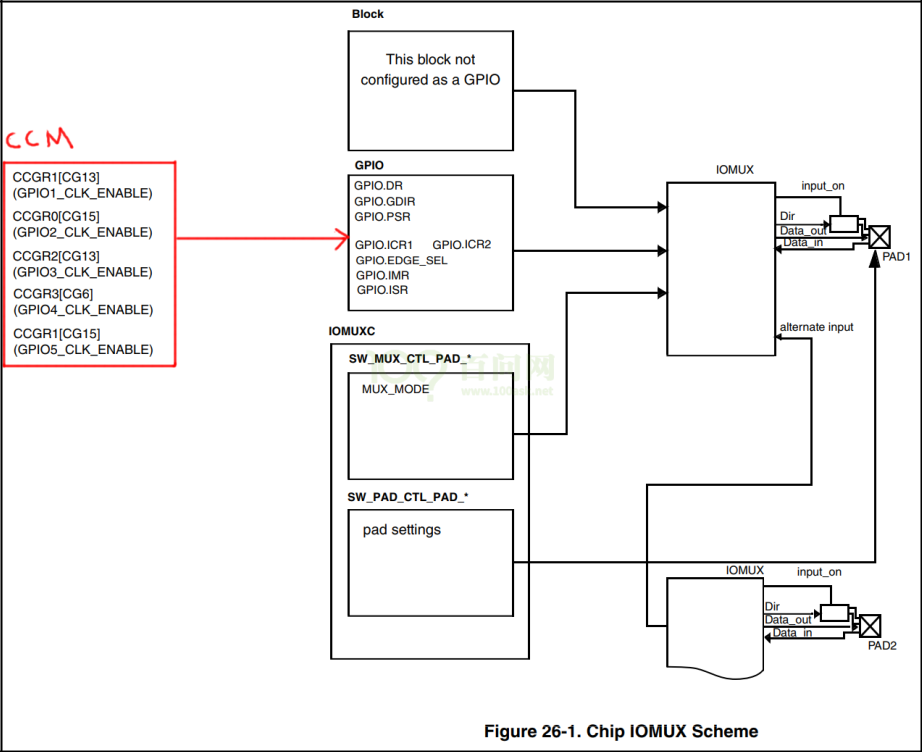 Block
This block not
configured as a GPIO
CCM
CCGR1[CG13]
(GPIO1_CLK_ENABLE)
CCGR0[CG15]
(GPIO2_CLK_ENABLE)
CCGR2[CG13]
(GPIO3_CLK_ENABLE)
CCGR3[CG6]
(GPIO4_CLK_ENABLE)
CCGR1[CG15]
(GPIO5_CLK_ENABLE)
GPIO
GPIO.DR
GPIO.GDIR
GPIO.PSR
GPIO.ICR1 GPIO.ICR2
GPIO.EDGE_SEL
GPIO.IMR
GPIO.ISR
IOMUX
input_on
Dir
Data_out
Data_in
PAD1
alternate input
IOMUXC
SW_MUX_CTL_PAD_*
MUX_MODE
百问网
www.100ask.net
SW_PAD_CTL_PAD_*
pad settings
IOMUX
input_on
Dir
Data_out
Data_in
PAD2
Figure 26-1. Chip IOMUX Scheme